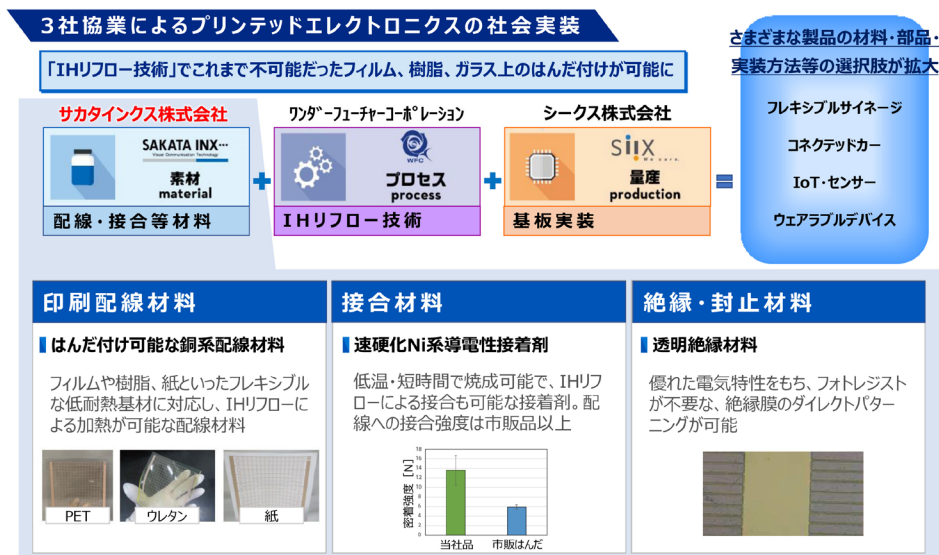 3社協業によるプリンテッドエレクトロニクスの社会実装
「IHリフロー技術」でこれまで不可能だったフィルム、樹脂、ガラス上のはんだ付けが可能に
さまざまな製品の材料・部品・
実装方法等の選択肢が拡大
フレキシブルサイネージ
コネクテッドカー
IoT・センサー
ウェアラブルデバイス
サカタインクス株式会社
SAKATA INX
Visual Communication Technology
素材
material
配線・接合等材料
+
ワンダーフューチャーコーポレーション
WFC
プロセス
process
IHリフロー技術
+
シークス株式会社
SiiX
We care.
量産
production
基板実装
=
印刷配線材料
はんだ付け可能な銅系配線材料
フィルムや樹脂、紙といったフレキシブル
な低耐熱基材に対応し、IHリフローに
よる加熱が可能な配線材料
PET
ウレタン
紙
接合材料
速硬化Ni系導電性接着剤
低温・短時間で焼成可能で、IHリフ
ローによる接合も可能な接着剤。配
線への接合強度は市販品以上
密着強度 [N]
18
16
14
12
10
8
6
4
2
0
当社品
市販はんだ
絶縁・封止材料
透明絶縁材料
優れた電気特性をもち、フォトレジスト
が不要な、絶縁膜のダイレクトパター
ニングが可能